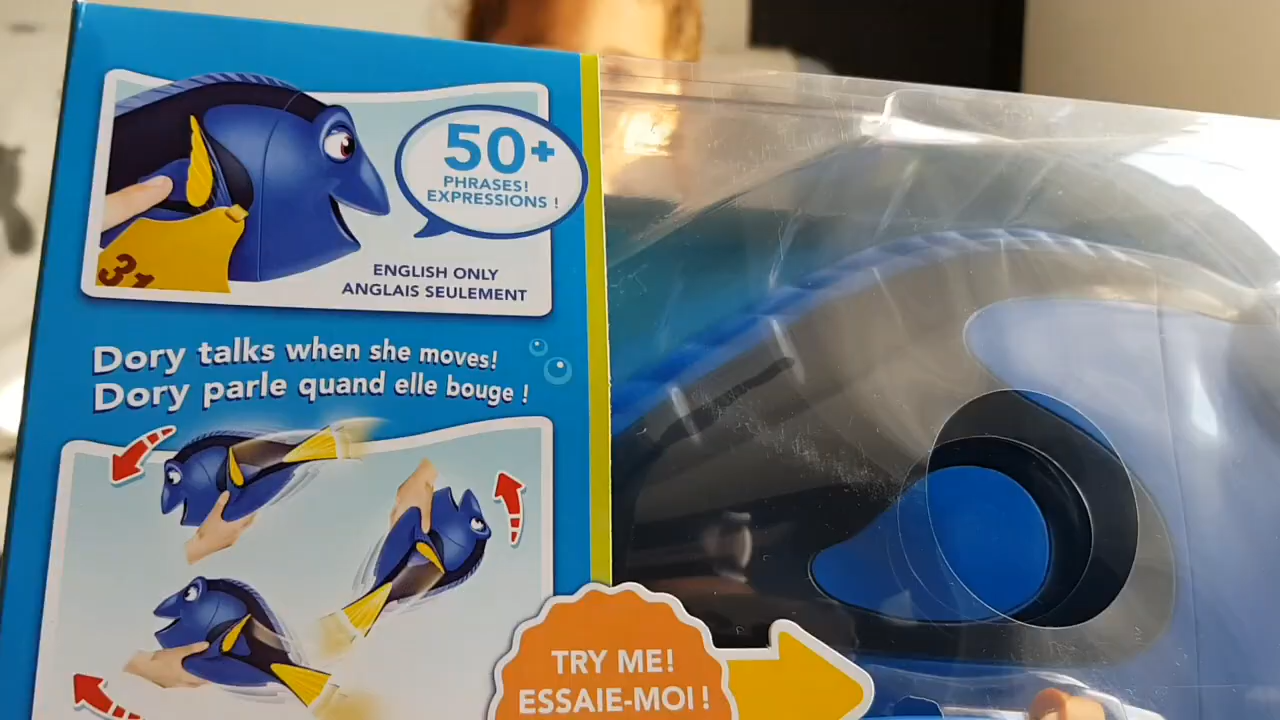 50+
PHRASES!
EXPRESSIONS !
31
ENGLISH ONLY
ANGLAIS SEULEMENT
Dory talks when she moves!
Dory parle quand elle bouge !
TRY ME!
ESSAIE-MOI !